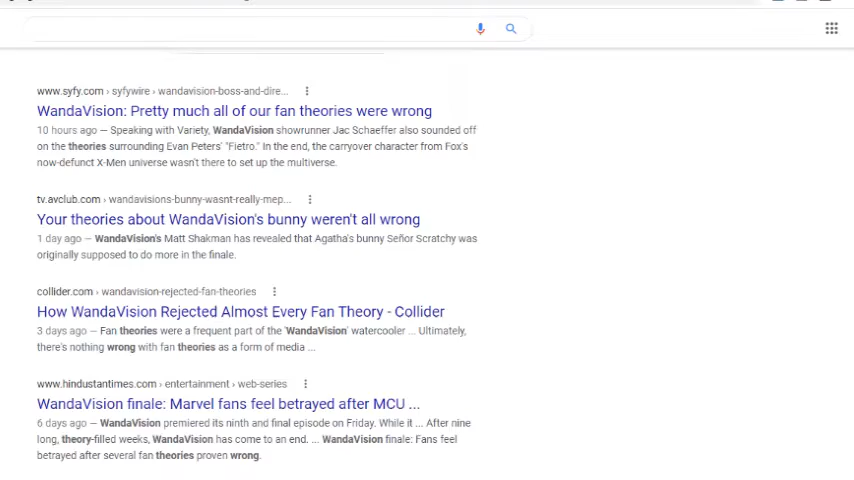 www.syfy.com › syfywire › wandavision-boss-and-dire...
WandaVision: Pretty much all of our fan theories were wrong
10 hours ago — Speaking with Variety, WandaVision showrunner Jac Schaeffer also sounded off
on the theories surrounding Evan Peters' "Fietro." In the end, the carryover character from Fox's
now-defunct X-Men universe wasn't there to set up the multiverse.
tv.avclub.com › wandavisions-bunny-wasnt-really-mep...
Your theories about WandaVision's bunny weren't all wrong
1 day ago — WandaVision's Matt Shakman has revealed that Agatha's bunny Señor Scratchy was
originally supposed to do more in the finale.
collider.com › wandavision-rejected-fan-theories
How WandaVision Rejected Almost Every Fan Theory - Collider
3 days ago — Fan theories were a frequent part of the 'WandaVision' watercooler ... Ultimately,
there's nothing wrong with fan theories as a form of media ...
www.hindustantimes.com › entertainment › web-series
WandaVision finale: Marvel fans feel betrayed after MCU ...
6 days ago — WandaVision premiered its ninth and final episode on Friday. While it ... After nine
long, theory-filled weeks, WandaVision has come to an end. ... WandaVision finale: Fans feel
betrayed after several fan theories proven wrong.